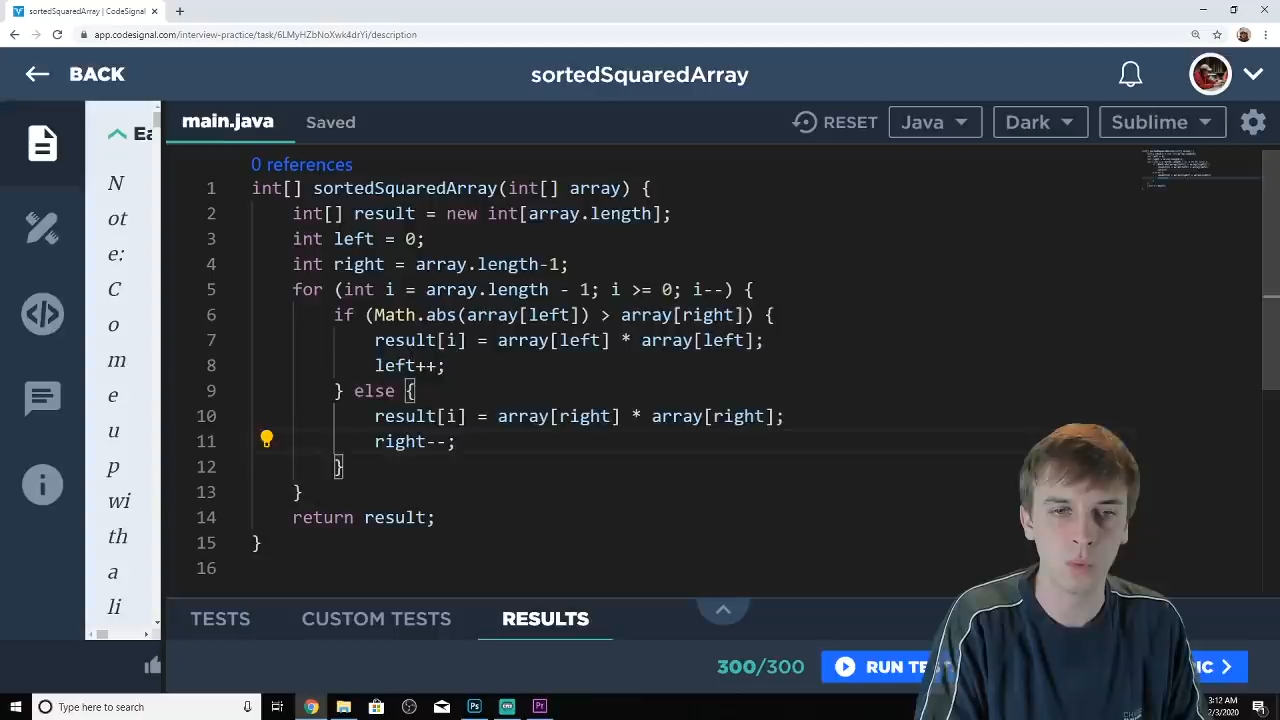 sortedSquaredArray | CodeSignal
app.codesignal.com/interview-practice/task/6LMyHZbNoXwk4drYi/description
BACK
sortedSquaredArray
main.java
Saved
RESET
Java
Dark
Sublime
Ea
N
ot
e:
C
o
m
e
u
p
wi
th
a
li
0 references
1 int[] sortedSquaredArray(int[] array) {
2 int[] result = new int[array.length];
3 int left = 0;
4 int right = array.length-1;
5 for (int i = array.length - 1; i >= 0; i--) {
6 if (Math.abs(array[left]) > array[right]) {
7 result[i] = array[left] * array[left];
8 left++;
9 } else {
10 result[i] = array[right] * array[right];
11 right--;
12 }
13 }
14 return result;
15 }
16
TESTS
CUSTOM TESTS
RESULTS
300/300
RUN TE
IC
Type here to search
3:12 AM
2/3/2020